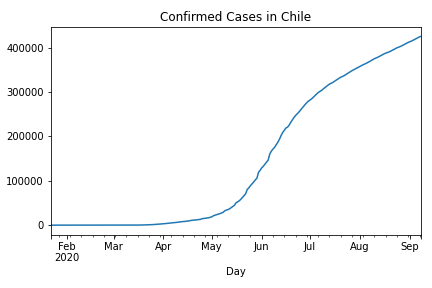 Confirmed Cases in Chile
400000
300000
200000
100000
0
Feb Mar Apr May Jun Jul Aug Sep
2020
Day